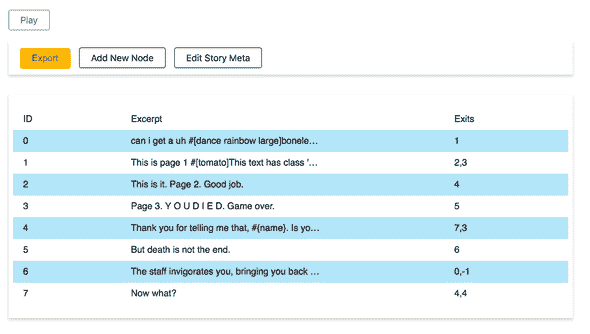 Play
Export Add New Node Edit Story Meta
ID Excerpt Exits
0 can i get a uh #[dance rainbow large]bonele… 1
1 This is page 1 #[tomato]This text has class '… 2,3
2 This is it. Page 2. Good job. 4
3 Page 3. Y O U D I E D. Game over. 5
4 Thank you for telling me that, #{name}. Is yo… 7,3
5 But death is not the end. 6
6 The staff invigorates you, bringing you back … 0,-1
7 Now what? 4,4